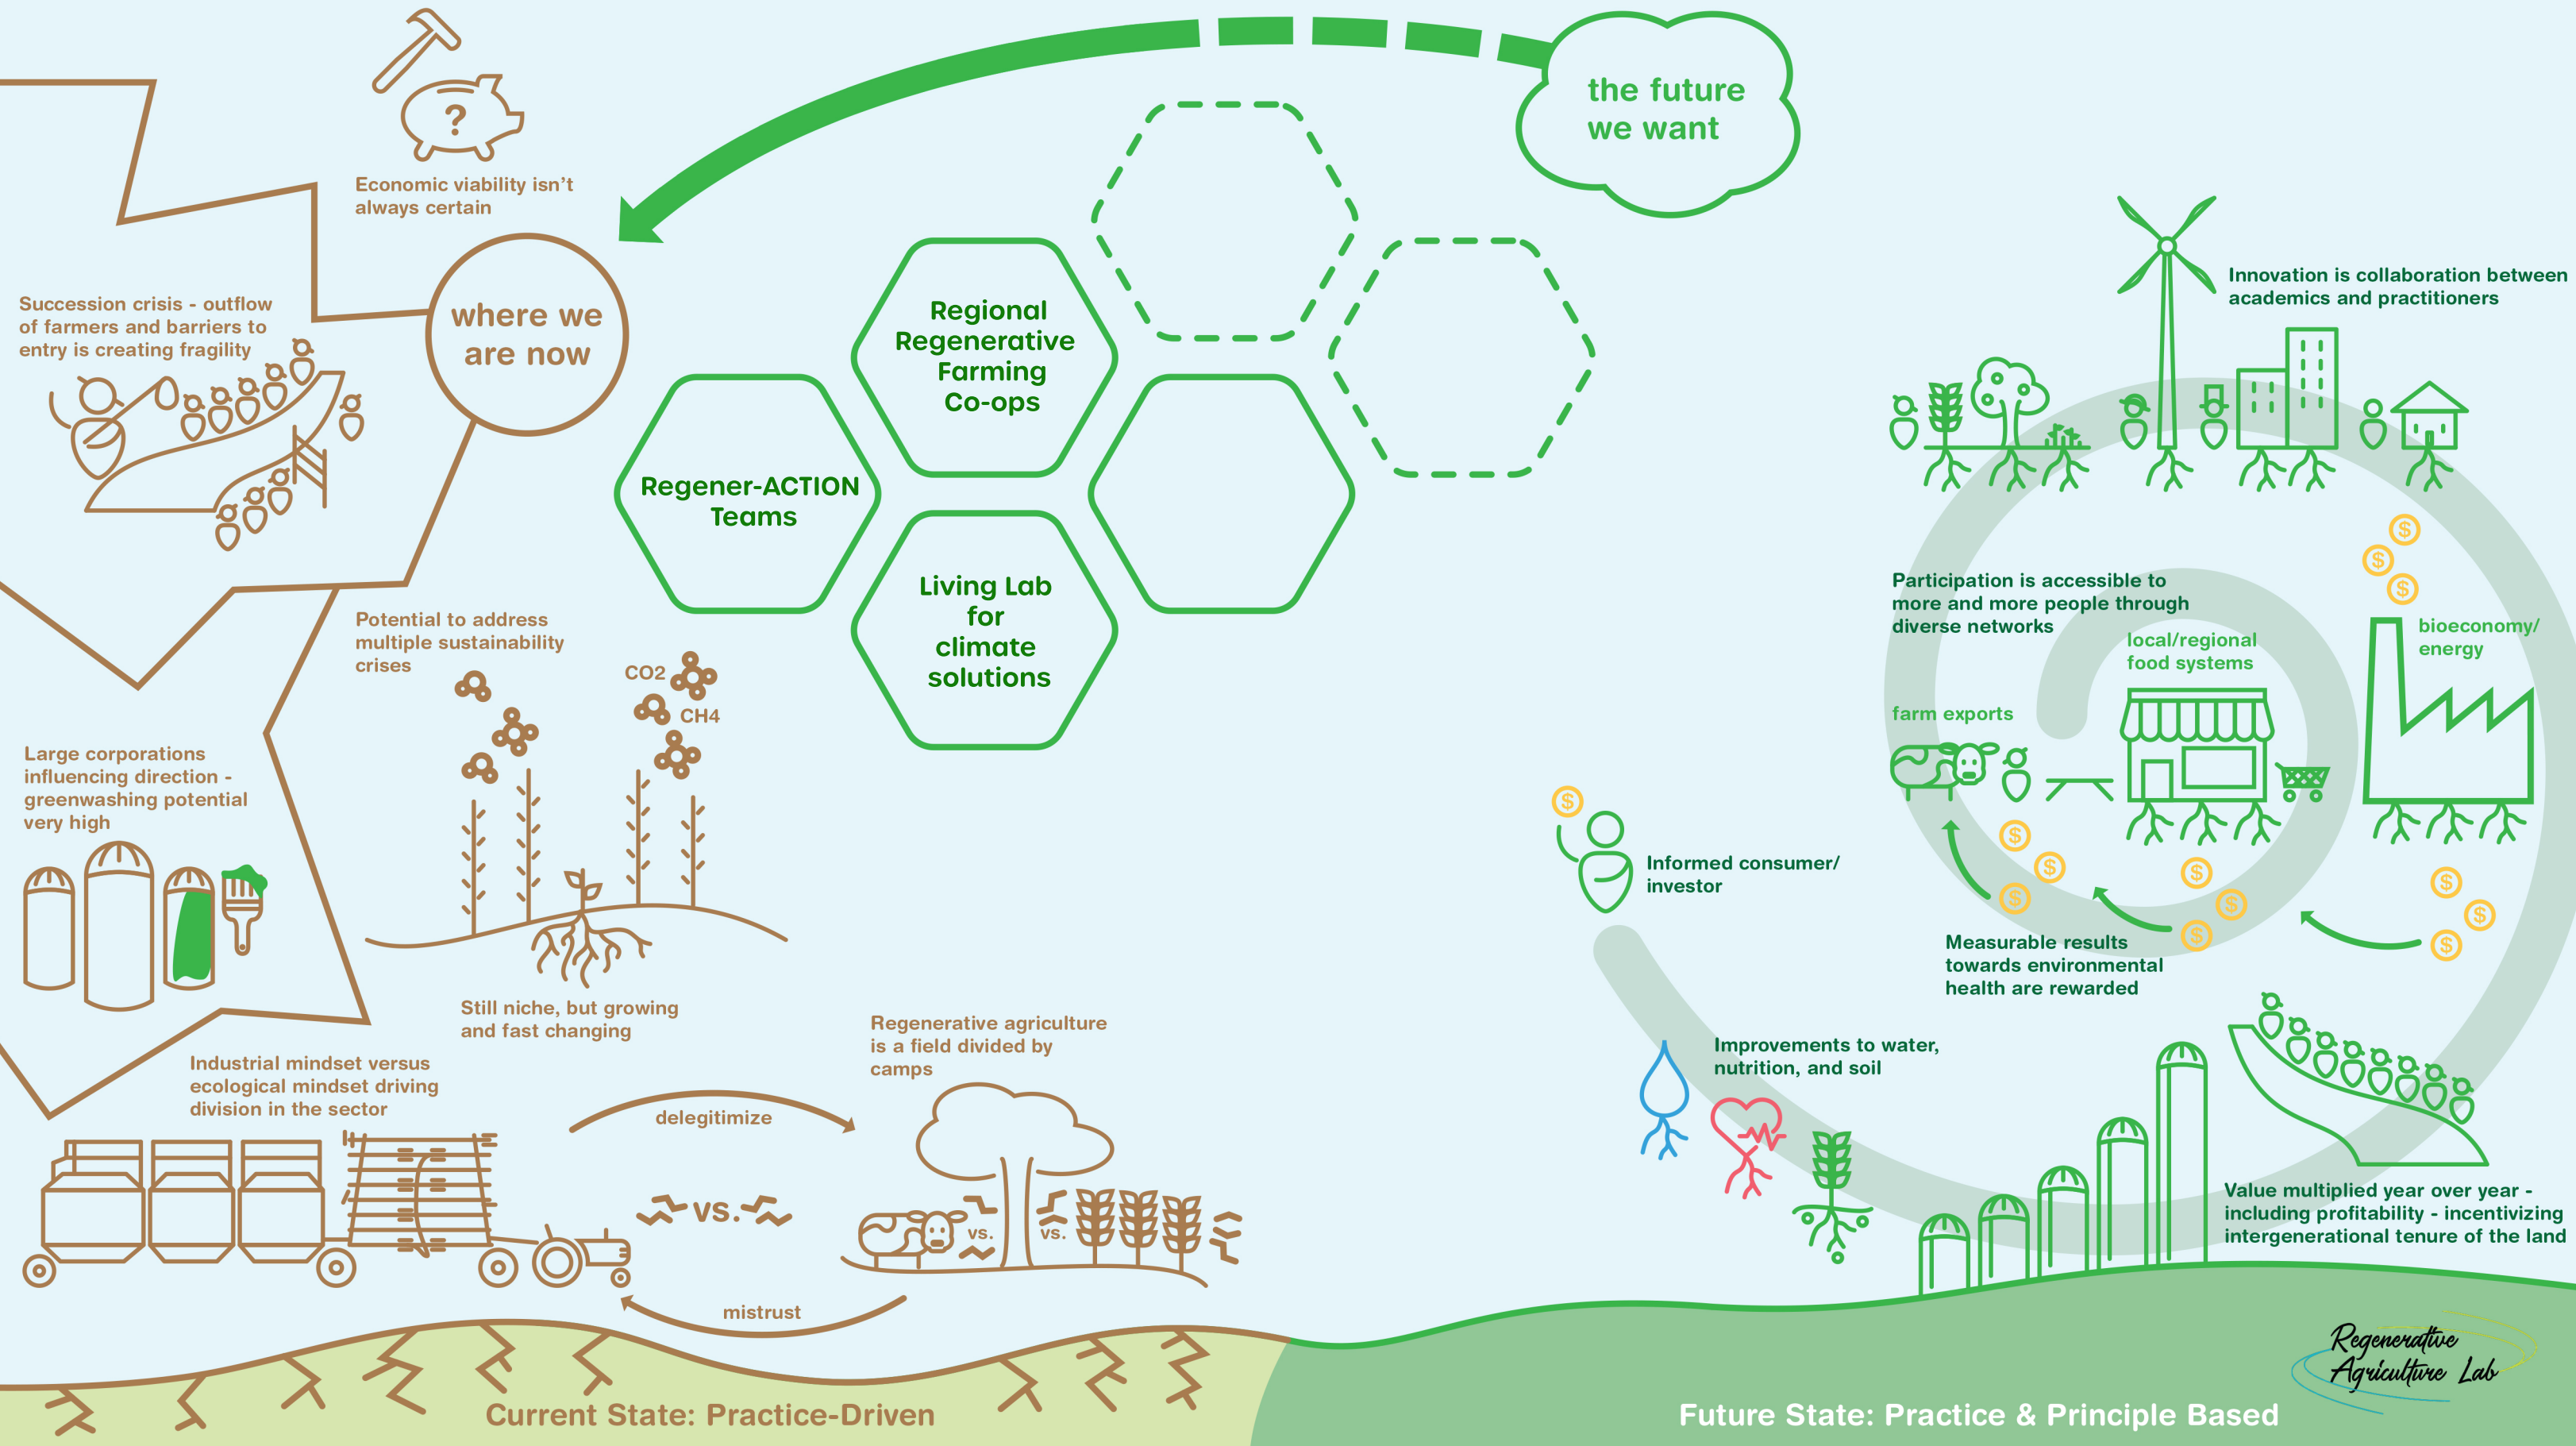 the future
we want
?
Economic viability isn't
always certain
where we
are now
Succession crisis - outflow
of farmers and barriers to
entry is creating fragility
Regional
Regenerative
Farming
Co-ops
Regener-ACTION
Teams
Living Lab
for
climate
solutions
Potential to address
multiple sustainability
crises
CO2
CH4
Large corporations
influencing direction -
greenwashing potential
very high
Still niche, but growing
and fast changing
Industrial mindset versus
ecological mindset driving
division in the sector
Regenerative agriculture
is a field divided by
camps
delegitimize
vs.
vs.
vs.
mistrust
Current State: Practice-Driven
Innovation is collaboration between
academics and practitioners
$
$
$
Participation is accessible to
more and more people through
diverse networks
local/regional
food systems
bioeconomy/
energy
farm exports
$
Informed consumer/
investor
$
$
$
$
$
$
$
$
$
Measurable results
towards environmental
health are rewarded
Improvements to water,
nutrition, and soil
Value multiplied year over year -
including profitability - incentivizing
intergenerational tenure of the land
Regenerative
Agriculture Lab
Future State: Practice & Principle Based